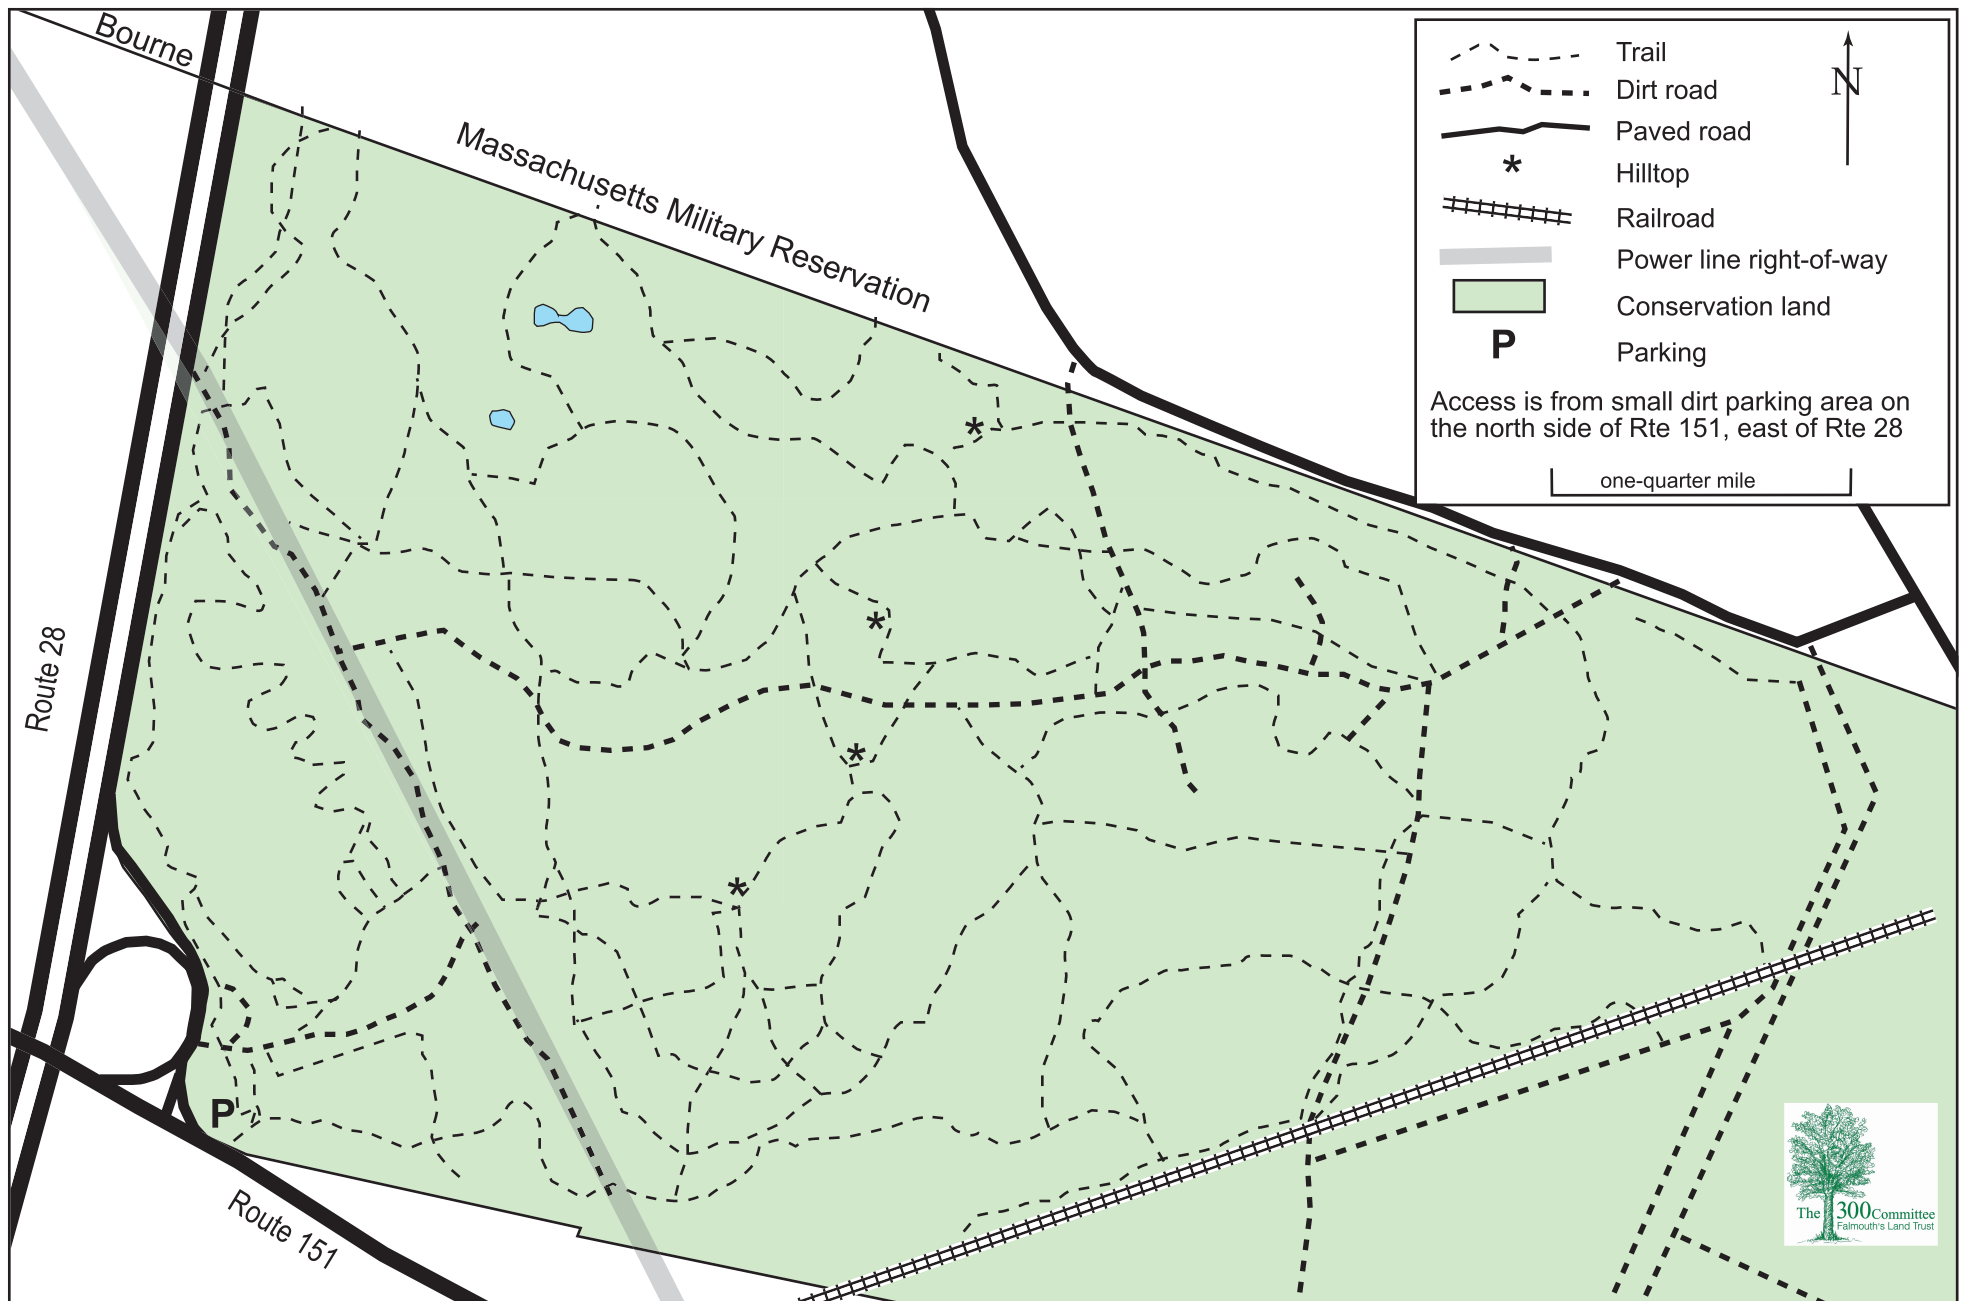 Bourne
Massachusetts Military Reservation
Trail
Dirt road
Paved road
* Hilltop
Railroad
Power line right-of-way
Conservation land
P Parking
N
Access is from small dirt parking area on
the north side of Rte 151, east of Rte 28
one-quarter mile
*
*
*
*
Route 28
P
Route 151
The 300 Committee
Falmouth's Land Trust